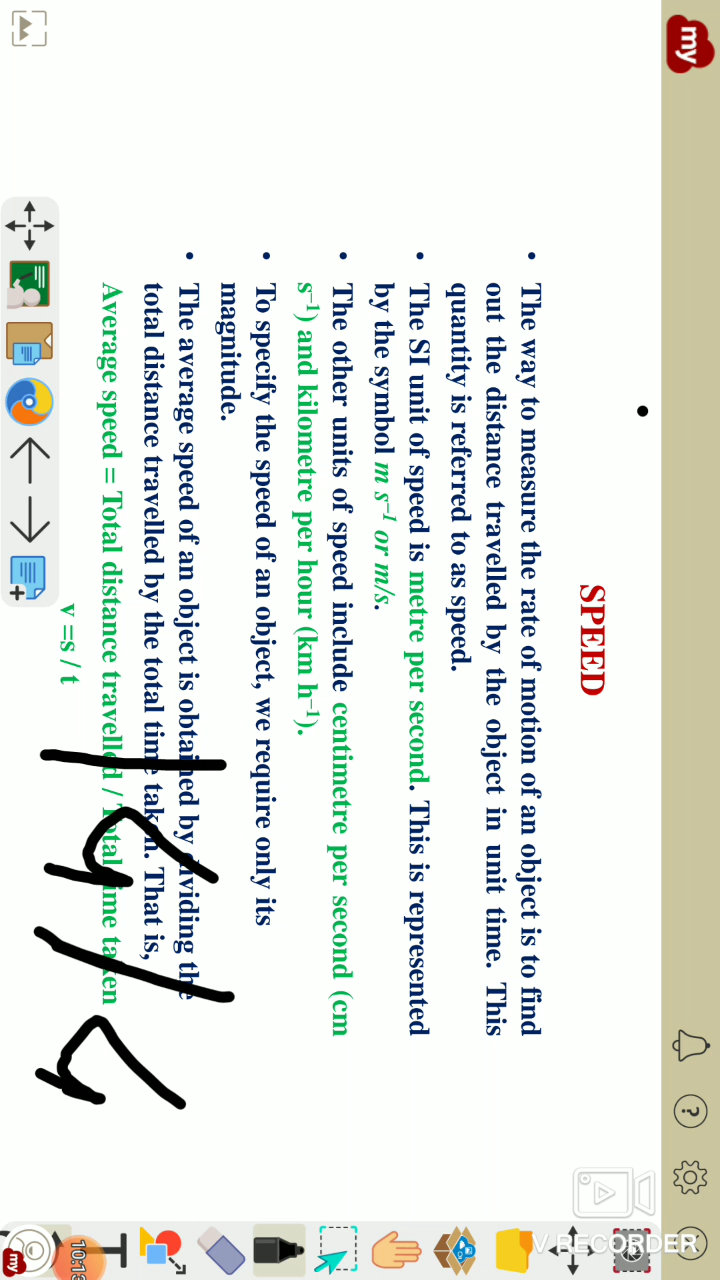 my
SPEED
• The way to measure the rate of motion of an object is to find
out the distance travelled by the object in unit time. This
quantity is referred to as speed.
• The SI unit of speed is metre per second. This is represented
by the symbol m s⁻¹ or m/s.
• The other units of speed include centimetre per second (cm
s⁻¹) and kilometre per hour (km h⁻¹).
• To specify the speed of an object, we require only its
magnitude.
• The average speed of an object is obtained by dividing the
total distance travelled by the total time taken. That is,
Average speed = Total distance travelled / Total time taken
v =s / t
V RECORDER
my